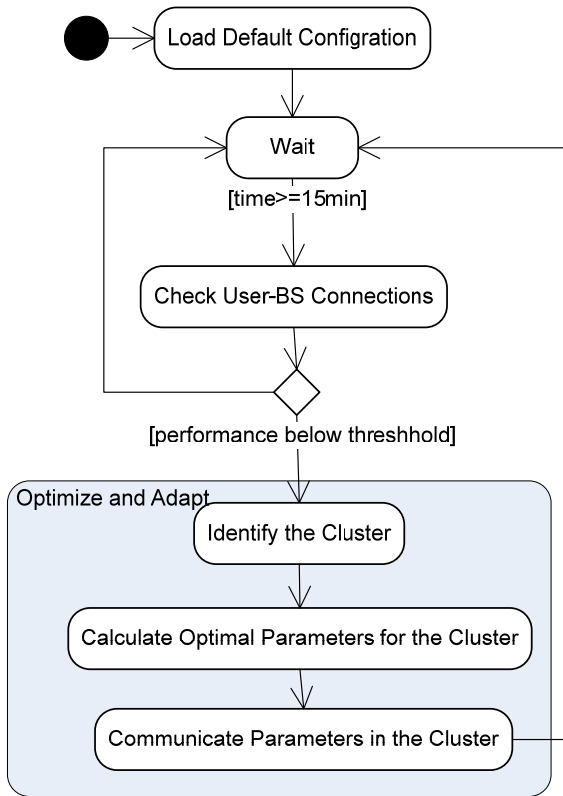 Load Default Configration
Wait
[time>=15min]
Check User-BS Connections
[performance below threshhold]
Optimize and Adapt
Identify the Cluster
Calculate Optimal Parameters for the Cluster
Communicate Parameters in the Cluster